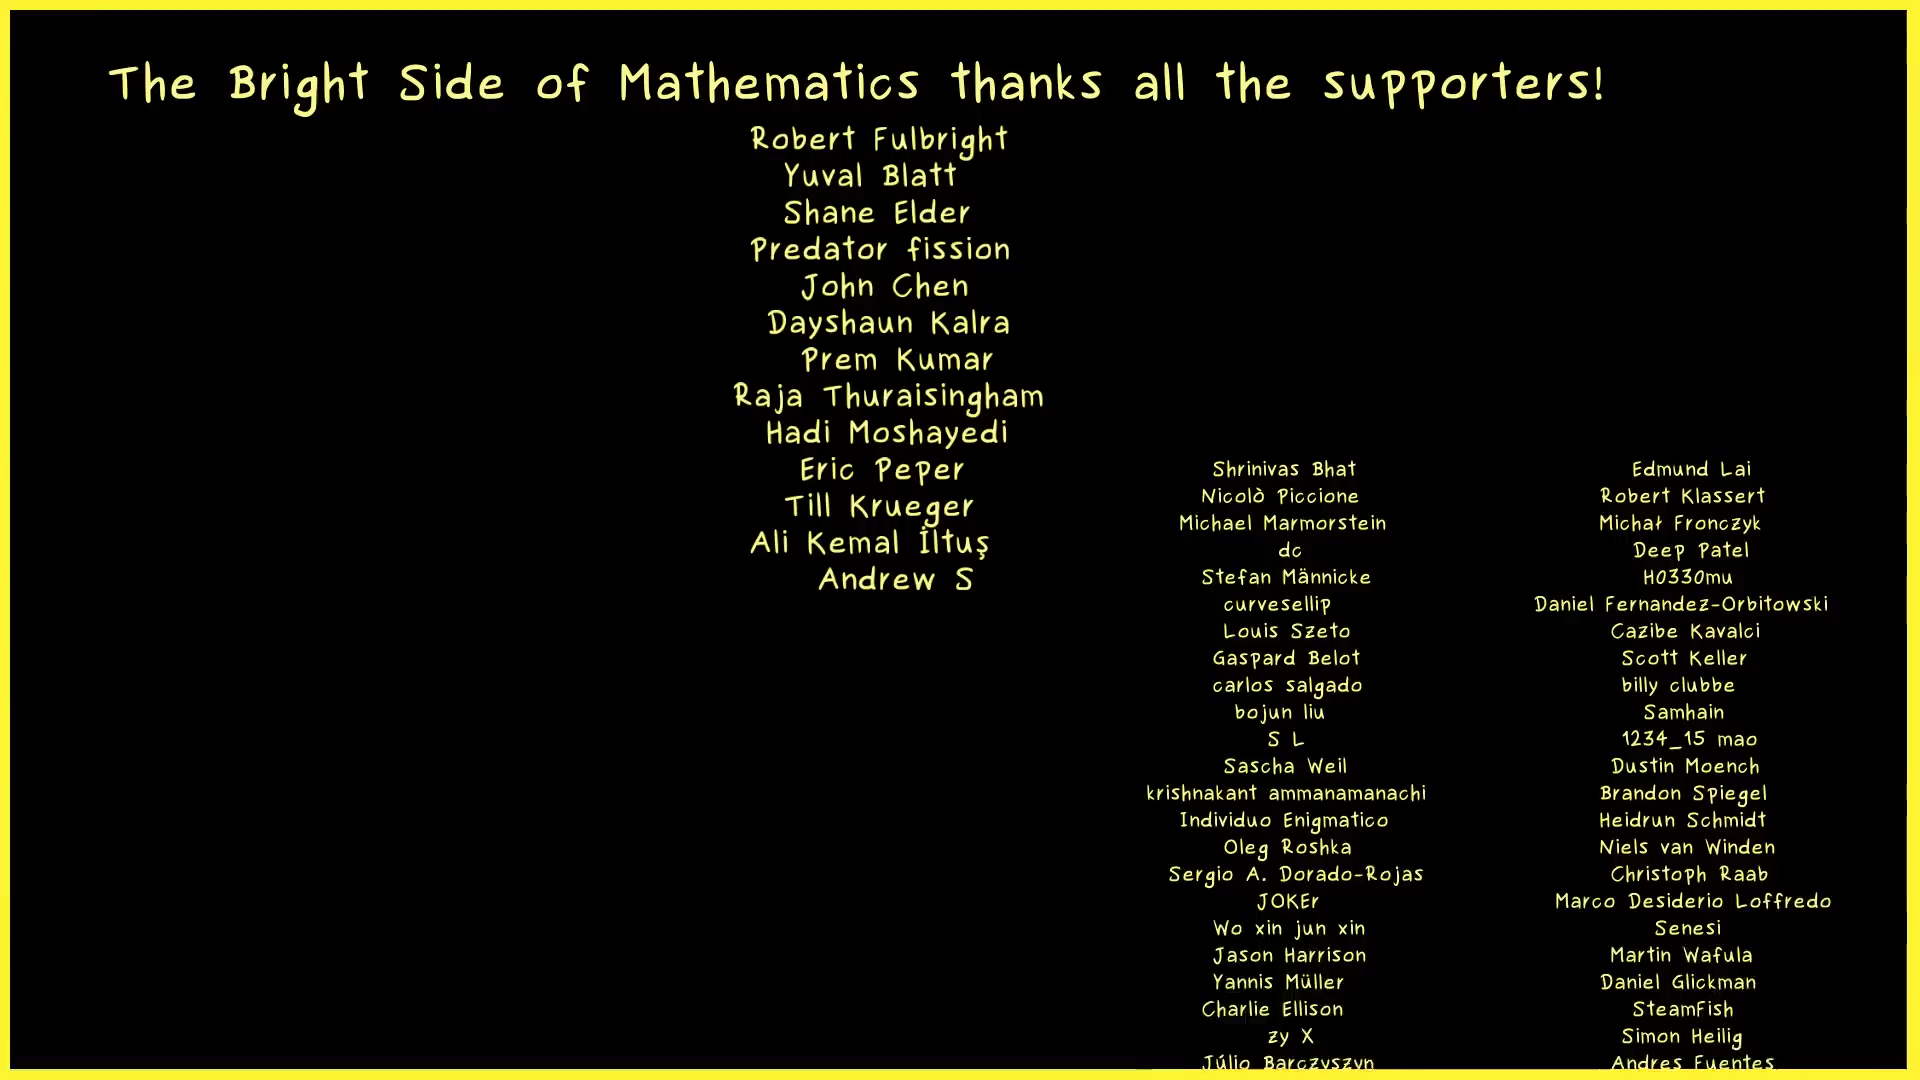 The Bright Side of Mathematics thanks all the supporters!
Robert Fulbright
Yuval Blatt
Shane Elder
Predator fission
John Chen
Dayshaun Kalra
Prem Kumar
Raja Thuraisingham
Hadi Moshayedi
Eric Peper
Till Krueger
Ali Kemal İltuş
Andrew S
Shrinivas Bhat
Nicolò Piccione
Michael Marmorstein
dc
Stefan Männicke
curvesellip
Louis Szeto
Gaspard Belot
carlos salgado
bojun liu
S L
Sascha Weil
krishnakant ammanamanachi
Individuo Enigmatico
Oleg Roshka
Sergio A. Dorado-Rojas
JOKEr
Wo xin jun xin
Jason Harrison
Yannis Müller
Charlie Ellison
zy X
Júlio Barczyszyn
Edmund Lai
Robert Klassert
Michał Fronczyk
Deep Patel
H0330mu
Daniel Fernandez-Orbitowski
Cazibe Kavalci
Scott Keller
billy clubbe
Samhain
1234_15 mao
Dustin Moench
Brandon Spiegel
Heidrun Schmidt
Niels van Winden
Christoph Raab
Marco Desiderio Loffredo
Senesi
Martin Wafula
Daniel Glickman
SteamFish
Simon Heilig
Andres Fuentes